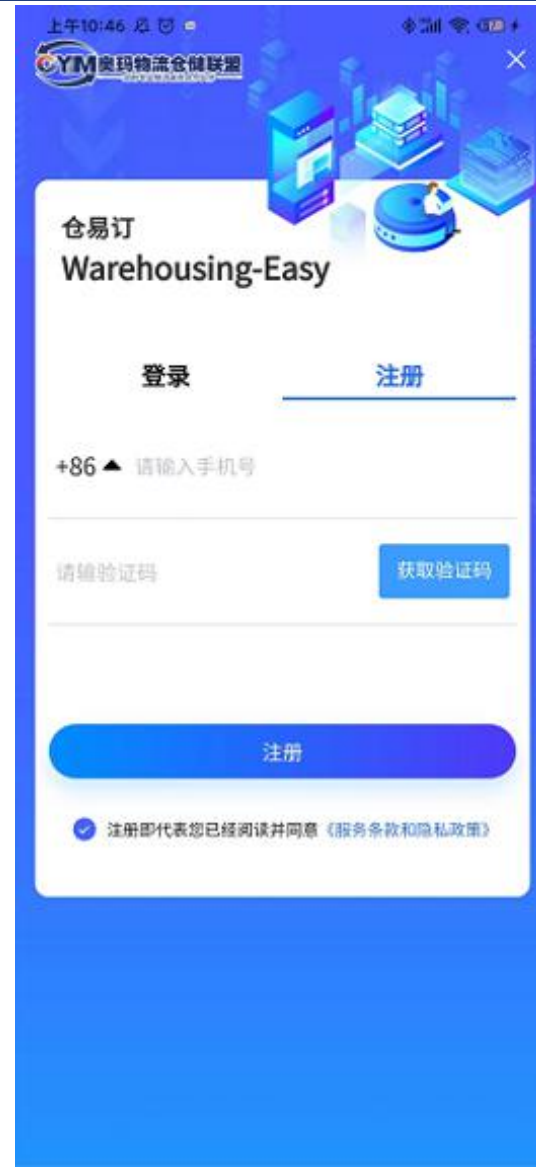 上午10:46
OYM奥玛物流仓储联盟
仓易订
Warehousing-Easy
登录 注册
+86 请输入手机号
请输验证码 获取验证码
注册
注册即代表您已经阅读并同意《服务条款和隐私政策》